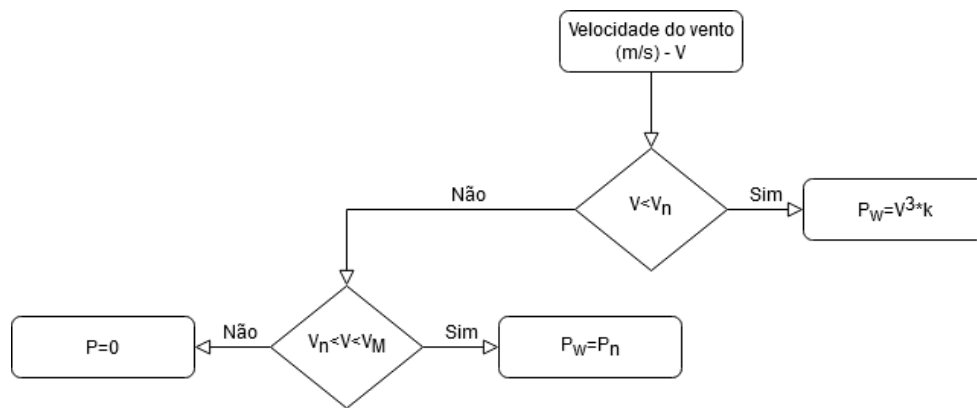 Velocidade do vento
(m/s) - V
Não
V<Vn
Sim
PW=V³*k
P=0
Não
Vn<V<VM
Sim
PW=Pn